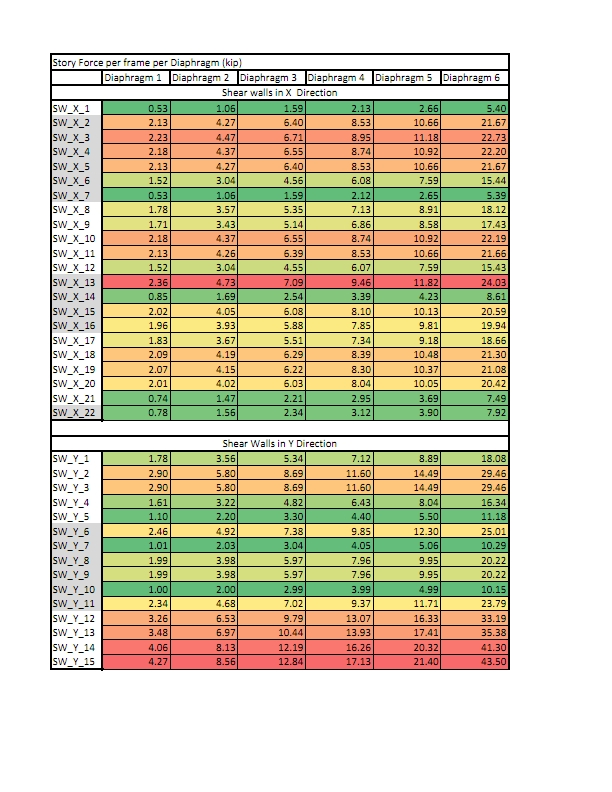 Story Force per frame per Diaphragm (kip)
Diaphragm 1 Diaphragm 2 Diaphragm 3 Diaphragm 4 Diaphragm 5 Diaphragm 6
Shear walls in X Direction
SW_X_1 0.53 1.06 1.59 2.13 2.66 5.40
SW_X_2 2.13 4.27 6.40 8.53 10.66 21.67
SW_X_3 2.23 4.47 6.71 8.95 11.18 22.73
SW_X_4 2.18 4.37 6.55 8.74 10.92 22.20
SW_X_5 2.13 4.27 6.40 8.53 10.66 21.67
SW_X_6 1.52 3.04 4.56 6.08 7.59 15.44
SW_X_7 0.53 1.06 1.59 2.12 2.65 5.39
SW_X_8 1.78 3.57 5.35 7.13 8.91 18.12
SW_X_9 1.71 3.43 5.14 6.86 8.58 17.43
SW_X_10 2.18 4.37 6.55 8.74 10.92 22.19
SW_X_11 2.13 4.26 6.39 8.53 10.66 21.66
SW_X_12 1.52 3.04 4.55 6.07 7.59 15.43
SW_X_13 2.36 4.73 7.09 9.46 11.82 24.03
SW_X_14 0.85 1.69 2.54 3.39 4.23 8.61
SW_X_15 2.02 4.05 6.08 8.10 10.13 20.59
SW_X_16 1.96 3.93 5.88 7.85 9.81 19.94
SW_X_17 1.83 3.67 5.51 7.34 9.18 18.66
SW_X_18 2.09 4.19 6.29 8.39 10.48 21.30
SW_X_19 2.07 4.15 6.22 8.30 10.37 21.08
SW_X_20 2.01 4.02 6.03 8.04 10.05 20.42
SW_X_21 0.74 1.47 2.21 2.95 3.69 7.49
SW_X_22 0.78 1.56 2.34 3.12 3.90 7.92
Shear Walls in Y Direction
SW_Y_1 1.78 3.56 5.34 7.12 8.89 18.08
SW_Y_2 2.90 5.80 8.69 11.60 14.49 29.46
SW_Y_3 2.90 5.80 8.69 11.60 14.49 29.46
SW_Y_4 1.61 3.22 4.82 6.43 8.04 16.34
SW_Y_5 1.10 2.20 3.30 4.40 5.50 11.18
SW_Y_6 2.46 4.92 7.38 9.85 12.30 25.01
SW_Y_7 1.01 2.03 3.04 4.05 5.06 10.29
SW_Y_8 1.99 3.98 5.97 7.96 9.95 20.22
SW_Y_9 1.99 3.98 5.97 7.96 9.95 20.22
SW_Y_10 1.00 2.00 2.99 3.99 4.99 10.15
SW_Y_11 2.34 4.68 7.02 9.37 11.71 23.79
SW_Y_12 3.26 6.53 9.79 13.07 16.33 33.19
SW_Y_13 3.48 6.97 10.44 13.93 17.41 35.38
SW_Y_14 4.06 8.13 12.19 16.26 20.32 41.30
SW_Y_15 4.27 8.56 12.84 17.13 21.40 43.50